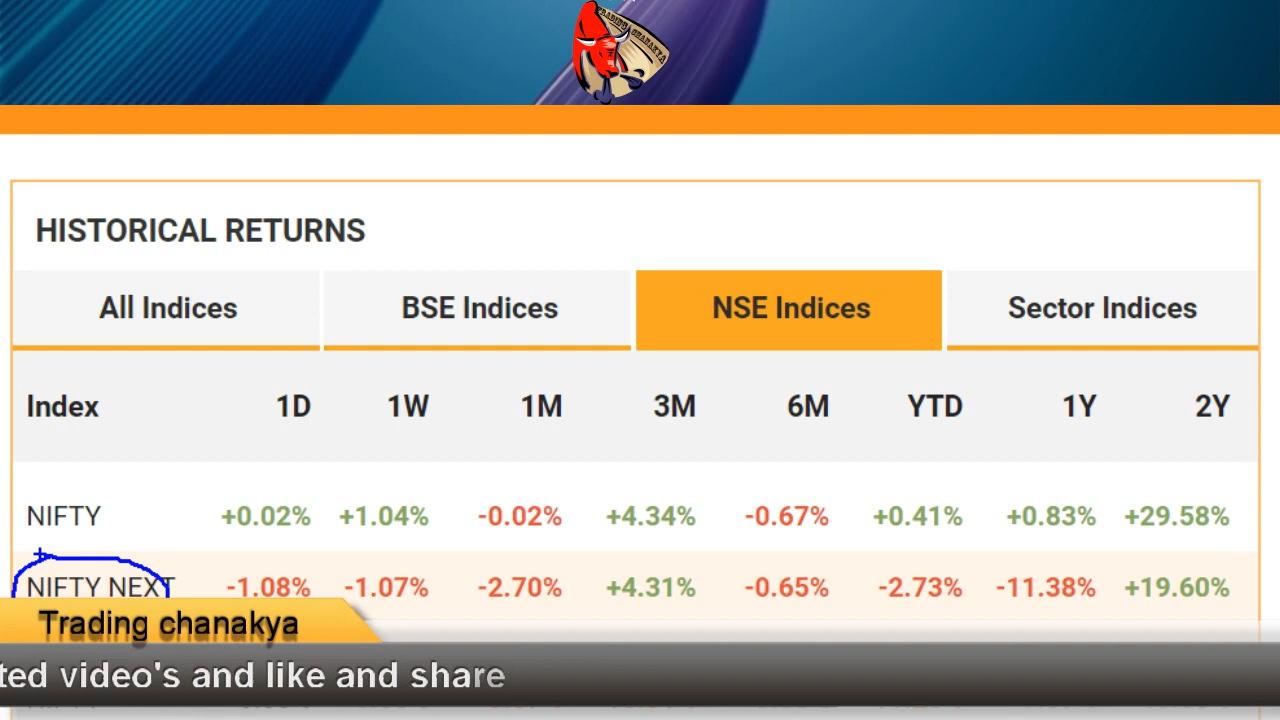 TRADING CHANAKYA
HISTORICAL RETURNS
All Indices BSE Indices NSE Indices Sector Indices
Index 1D 1W 1M 3M 6M YTD 1Y 2Y
NIFTY +0.02% +1.04% -0.02% +4.34% -0.67% +0.41% +0.83% +29.58%
NIFTY NEXT -1.08% -1.07% -2.70% +4.31% -0.65% -2.73% -11.38% +19.60%
Trading chanakya
ted video's and like and share